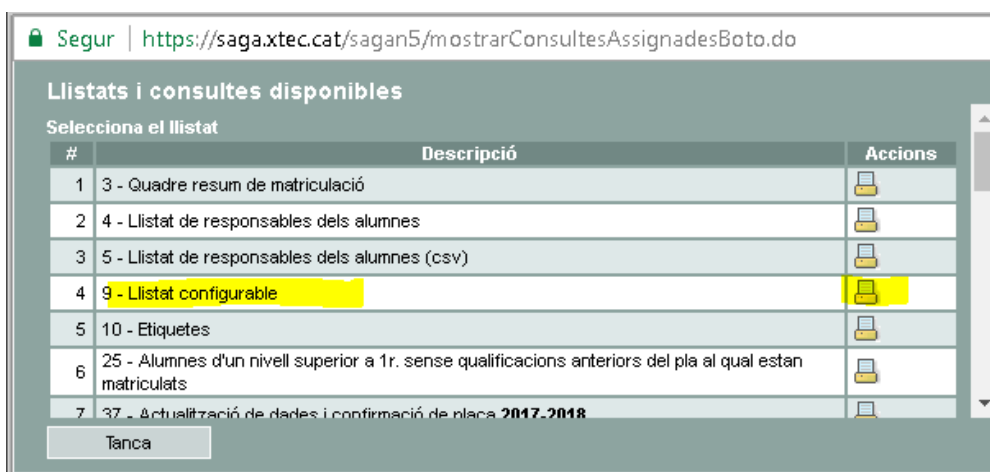 Segur | https://saga.xtec.cat/sagan5/mostrarConsultesAssignadesBoto.do
Llistats i consultes disponibles
Selecciona el llistat
# Descripció Accions
1 3 - Quadre resum de matriculació
2 4 - Llistat de responsables dels alumnes
3 5 - Llistat de responsables dels alumnes (csv)
4 9 - Llistat configurable
5 10 - Etiquetes
6 25 - Alumnes d'un nivell superior a 1r. sense qualificacions anteriors del pla al qual estan
matriculats
7 37 - Actualització de dades i confirmació de plaça 2017-2018
Tanca